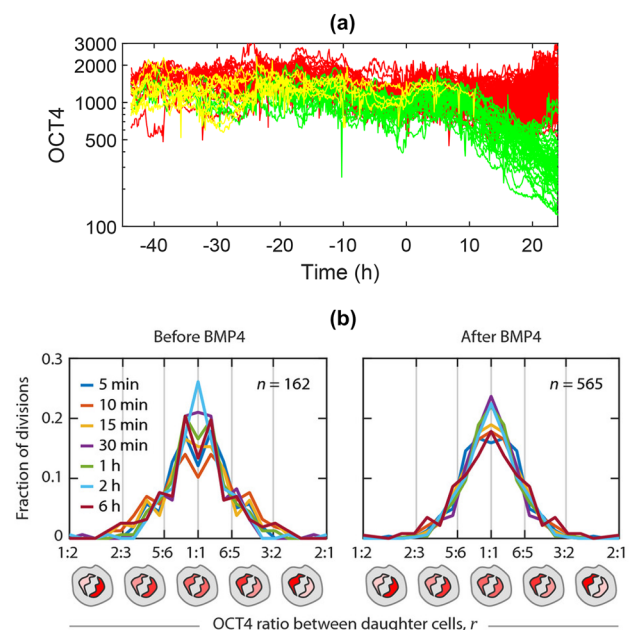 (a)
3000
2000
1000
500
100
OCT4
-40 -30 -20 -10 0 10 20
Time (h)
(b)
Before BMP4 After BMP4
0.3
0.2
0.1
0
Fraction of divisions
5 min
10 min
15 min
30 min
1 h
2 h
6 h
n = 162
n = 565
1:2 2:3 5:6 1:1 6:5 3:2 2:1
1:2 2:3 5:6 1:1 6:5 3:2 2:1
OCT4 ratio between daughter cells, r